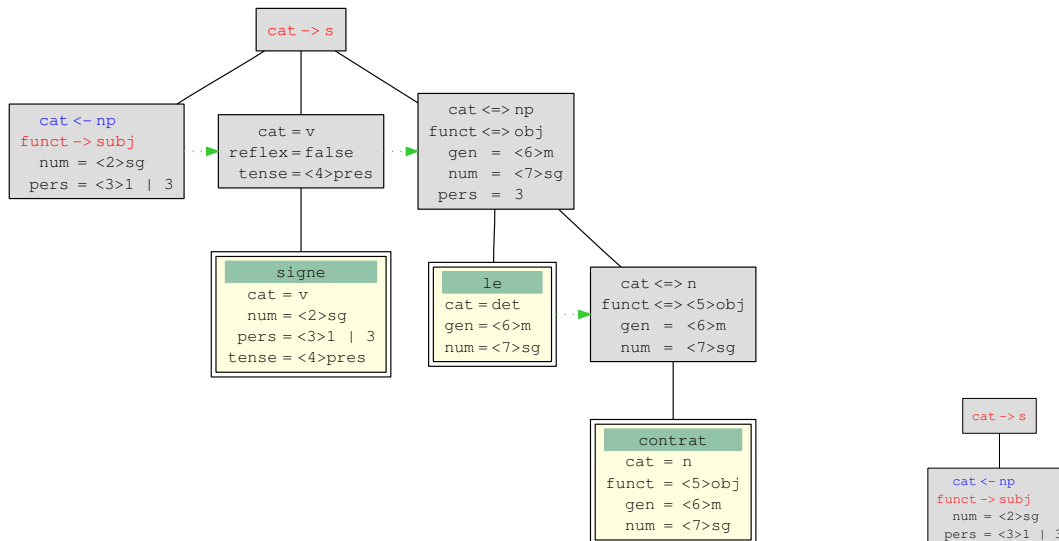 cat -> s
cat <- np
funct -> subj
num = <2>sg
pers = <3>1 | 3
cat = v
reflex = false
tense = <4>pres
cat <=> np
funct <=> obj
gen = <6>m
num = <7>sg
pers = 3
signe
cat = v
num = <2>sg
pers = <3>1 | 3
tense = <4>pres
le
cat = det
gen = <6>m
num = <7>sg
cat <=> n
funct <=> <5>obj
gen = <6>m
num = <7>sg
contrat
cat = n
funct = <5>obj
gen = <6>m
num = <7>sg
cat -> s
cat <- np
funct -> subj
num = <2>sg
pers = <3>1 | 3